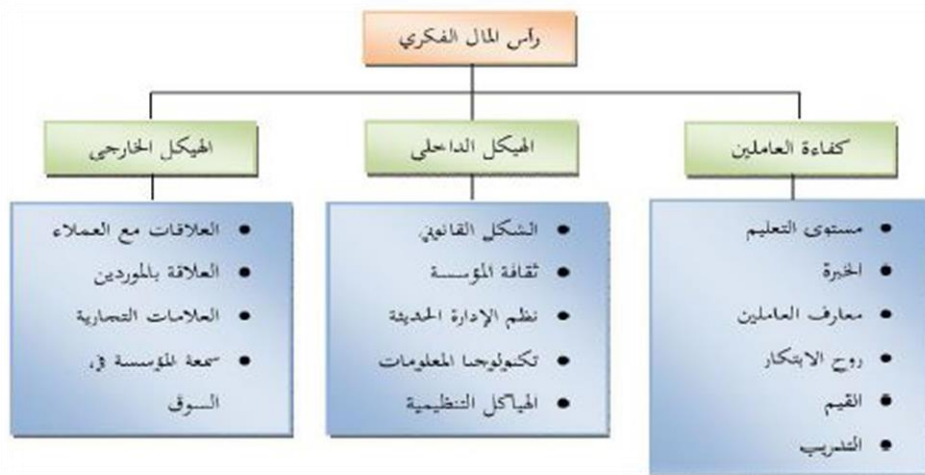 رأس المال الفكري
كفاءة العاملين
الهيكل الداخلي
الهيكل الخارجي
• مستوى التعليم
• الخبرة
• معارف العاملين
• روح الابتكار
• القيم
• التدريب
• الشكل القانوني
• ثقافة المؤسسة
• نظم الإدارة الحديثة
• تكنولوجيا المعلومات
• الهياكل التنظيمية
• العلاقات مع العملاء
• العلاقة بالموردين
• العلامات التجارية
• سمعة المؤسسة في
السوق